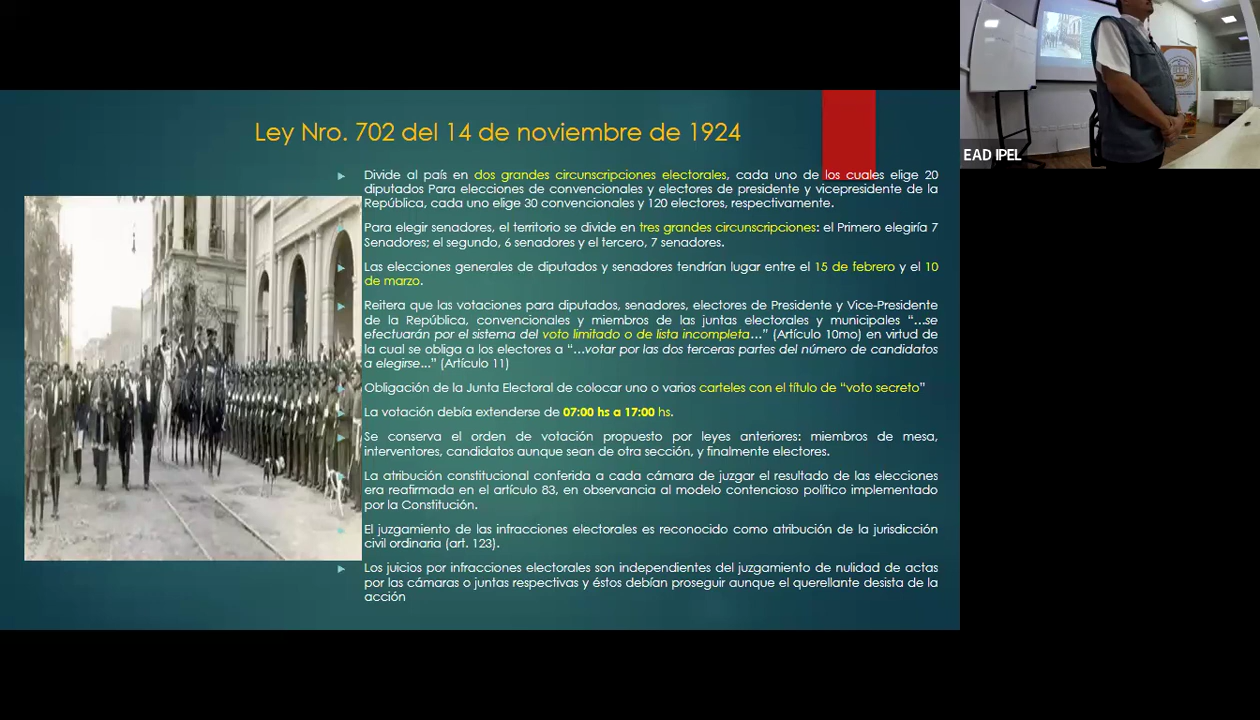 Ley Nro. 702 del 14 de noviembre de 1924
Divide al país en dos grandes circunscripciones electorales, cada uno de los cuales elige 20
diputados Para elecciones de convencionales y electores de presidente y vicepresidente de la
República, cada uno elige 30 convencionales y 120 electores, respectivamente.
Para elegir senadores, el territorio se divide en tres grandes circunscripciones: el Primero elegiría 7
Senadores; el segundo, 6 senadores y el tercero, 7 senadores.
Las elecciones generales de diputados y senadores tendrían lugar entre el 15 de febrero y el 10
de marzo.
Reitera que las votaciones para diputados, senadores, electores de Presidente y Vice-Presidente
de la República, convencionales y miembros de las juntas electorales y municipales “…se
efectuarán por el sistema del voto limitado o de lista incompleta…” (Artículo 10mo) en virtud de
la cual se obliga a los electores a “…votar por las dos terceras partes del número de candidatos
a elegirse...” (Artículo 11)
Obligación de la Junta Electoral de colocar uno o varios carteles con el título de “voto secreto”
La votación debía extenderse de 07:00 hs a 17:00 hs.
Se conserva el orden de votación propuesto por leyes anteriores: miembros de mesa,
interventores, candidatos aunque sean de otra sección, y finalmente electores.
La atribución constitucional conferida a cada cámara de juzgar el resultado de las elecciones
era reafirmada en el artículo 83, en observancia al modelo contencioso político implementado
por la Constitución.
El juzgamiento de las infracciones electorales es reconocido como atribución de la jurisdicción
civil ordinaria (art. 123).
Los juicios por infracciones electorales son independientes del juzgamiento de nulidad de actas
por las cámaras o juntas respectivas y éstos debían proseguir aunque el querellante desista de la
acción
EAD IPEL